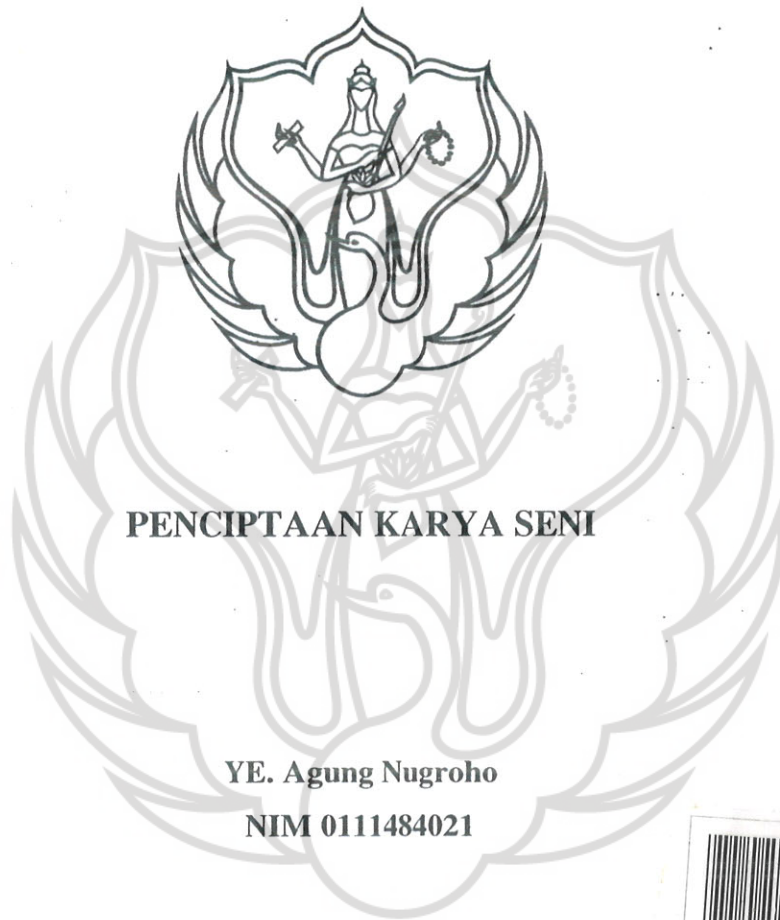 PENCIPTAAN KARYA SENI
YE. Agung Nugroho
NIM 0111484021